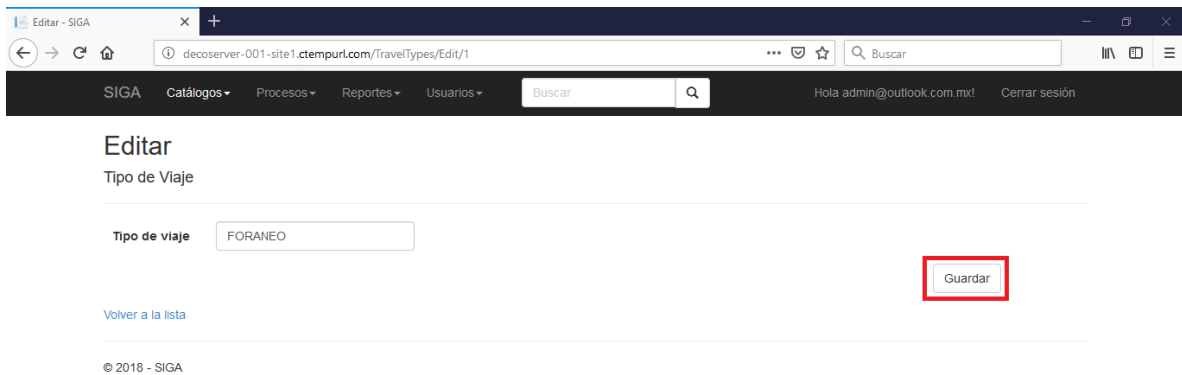 Editar - SIGA
decoserver-001-site1.ctempurl.com/TravelTypes/Edit/1
Buscar
SIGA Catálogos Procesos Reportes Usuarios Buscar Hola admin@outlook.com.mx! Cerrar sesión
Editar
Tipo de Viaje
Tipo de viaje FORANEO
Guardar
Volver a la lista
© 2018 - SIGA